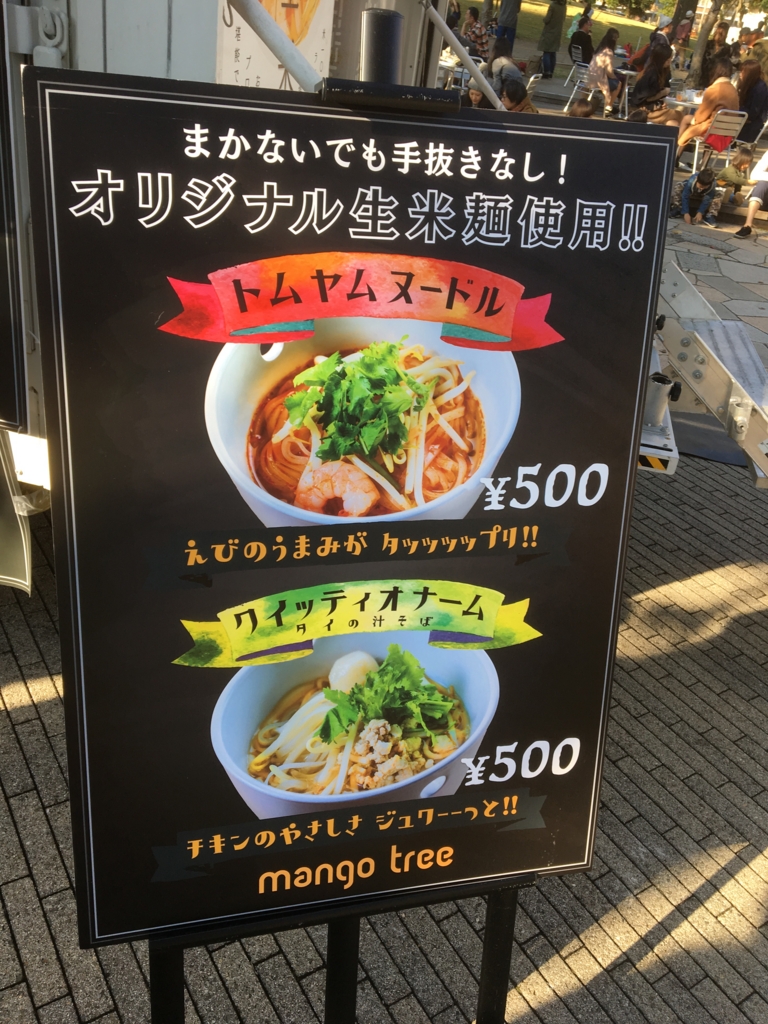 まかないでも手抜きなし!
オリジナル生米麺使用!!
トムヤムヌードル
¥500
えびのうまみが タッッッップリ!!
クイッティオナーム
タイの汁そば
¥500
チキンのやさしさ ジュワーーっと!!
mango tree